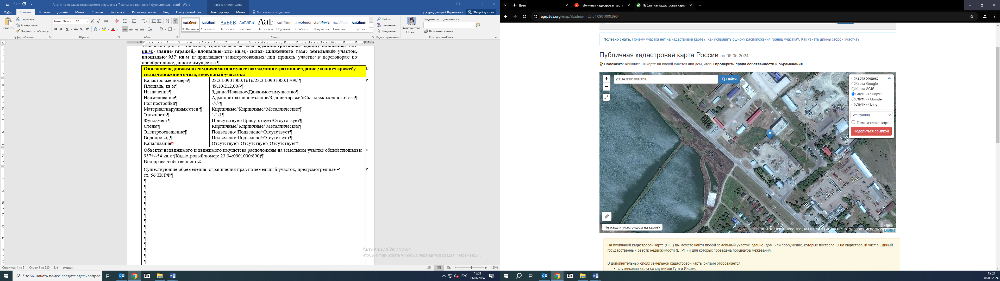 _Анонс по продаже недвижимого имущества [Режим ограниченной функциональности] - Word
Работа с таблицами
Файл Главная Вставка Дизайн Макет Ссылки Рассылки Рецензирование Вид КонсультантПлюс Конструктор Макет Что вы хотите сделать? Джура Дмитрий Вадимович Общий доступ
Вставить
Вырезать
Копировать
Формат по образцу
Буфер обмена
Times New R 12
Ж К Ч abc x₂ x²
Шрифт
Абзац
АаБбВвГг, АаБбВвГг, АаБбВ АаБбВв АаБ АаБбВвГ АаБбВвГг АаБбВвГг АаБбВвГг АаБбВвГг,
¶ Обычный ¶ Без инте... Заголово... Заголово... Заголовок Подзагол... Слабое в... Выделение Сильное... Строгий
Стили
Найти
Заменить
Выделить
Редактирование
Консультант Плюс
Введите текст для поиска:
Вставить ссылку
КонсультантПлюс
Успенский р-н, с. Коноково, Промышленная зона: административное здание, площадью 49,1
кв.м; здание гаражей, площадью 212 кв.м; склад сжиженного газа; земельный участок,
площадью 937 кв.м и приглашает заинтересованных лиц принять участие в переговорах по
приобретению данного имущества.¶
Описание недвижимого и движимого имущества: административное здание, здание гаражей,
склад сжиженного газа, земельный участок¤
Кадастровые номера¶ 23:34:0901000:1616/23:34:0901000:1709/-¶
Площадь, кв.м¶ 49,10/212,00/-¶
Назначение¶ Здание/Нежилое/Движимое имущество¶
Наименование¶ Административное здание/Здание гаражей/Склад сжиженного газа¶
Год постройки¶ -/-/-¶
Материал наружных стен ¶ Кирпичные/ Кирпичные/ Металлические¶
Этажность¶ 1/1/1¶
Фундамент¶ Присутствует/Присутствует/Отсутствует¶
Стены¶ Кирпичные/ Кирпичные/ Металлические¶
Электроосвещение¶ Подведено/ Подведено/ Отсутствует¶
Водопровод¶ Подведено/ Подведено/ Отсутствует¶
Канализация¤ Отсутствует/ Отсутствует/ Отсутствует¤
Объекты недвижимого и движимого имущетсва расположены на земельном участке общей площадью
937+/-54 кв.м (Кадастровый номер: 23:34:0901000:890)¶
Вид права: собственность¤
Существующие обременения: ограничения прав на земельный участок, предусмотренные
ст. 56 ЗК РФ¶
Активация Windows
Чтобы активировать Windows, перейдите в раздел "Параметры".
Страница 1 из 3 Слово 1 из 220 русский 120%
Чтобы начать поиск, введите здесь запрос
РУС
15:03
06.06.2024
Дзен
публичная кадастровая карта
Публичная кадастровая карта
egrp365.org/map/?kadnum=23:34:0901000:890
Полезно знать: Почему участка нет на кадастровой карте?, Как исправить ошибку расположения границ участка?, Как узнать длины сторон участка?
Публичная кадастровая карта России на 06.06.2024
Подсказка: Кликните на карте на любой участок или дом, чтобы проверить права собственности и обременения.
+
−
23:34:0901000:890
Найти
Карта Яндекс
Карта Google
Карта 2GIS
Спутник Яндекс
Спутник Google
Спутник Bing
Без границ
Тематическая карта
Поделиться ссылкой
Не нашли участок/дом на карте?
Яндекс
Image © 2018 DigitalGlobe, Inc., © ООО ИТЦ «СКАНЭКС» Условия использо
Leaflet
На публичной кадастровой карте (ПКК) вы можете найти любой земельный участок, здание (дом) или сооружение, которые поставлены на кадастровый учёт в Единый
государственный реестр недвижимости (ЕГРН) и для которых проведена процедура межевания.
В дополнительных слоях земельной кадастровой карты онлайн отображается:
• спутниковая карта со спутников Гугл и Яндекс
15:03
06.06.2024